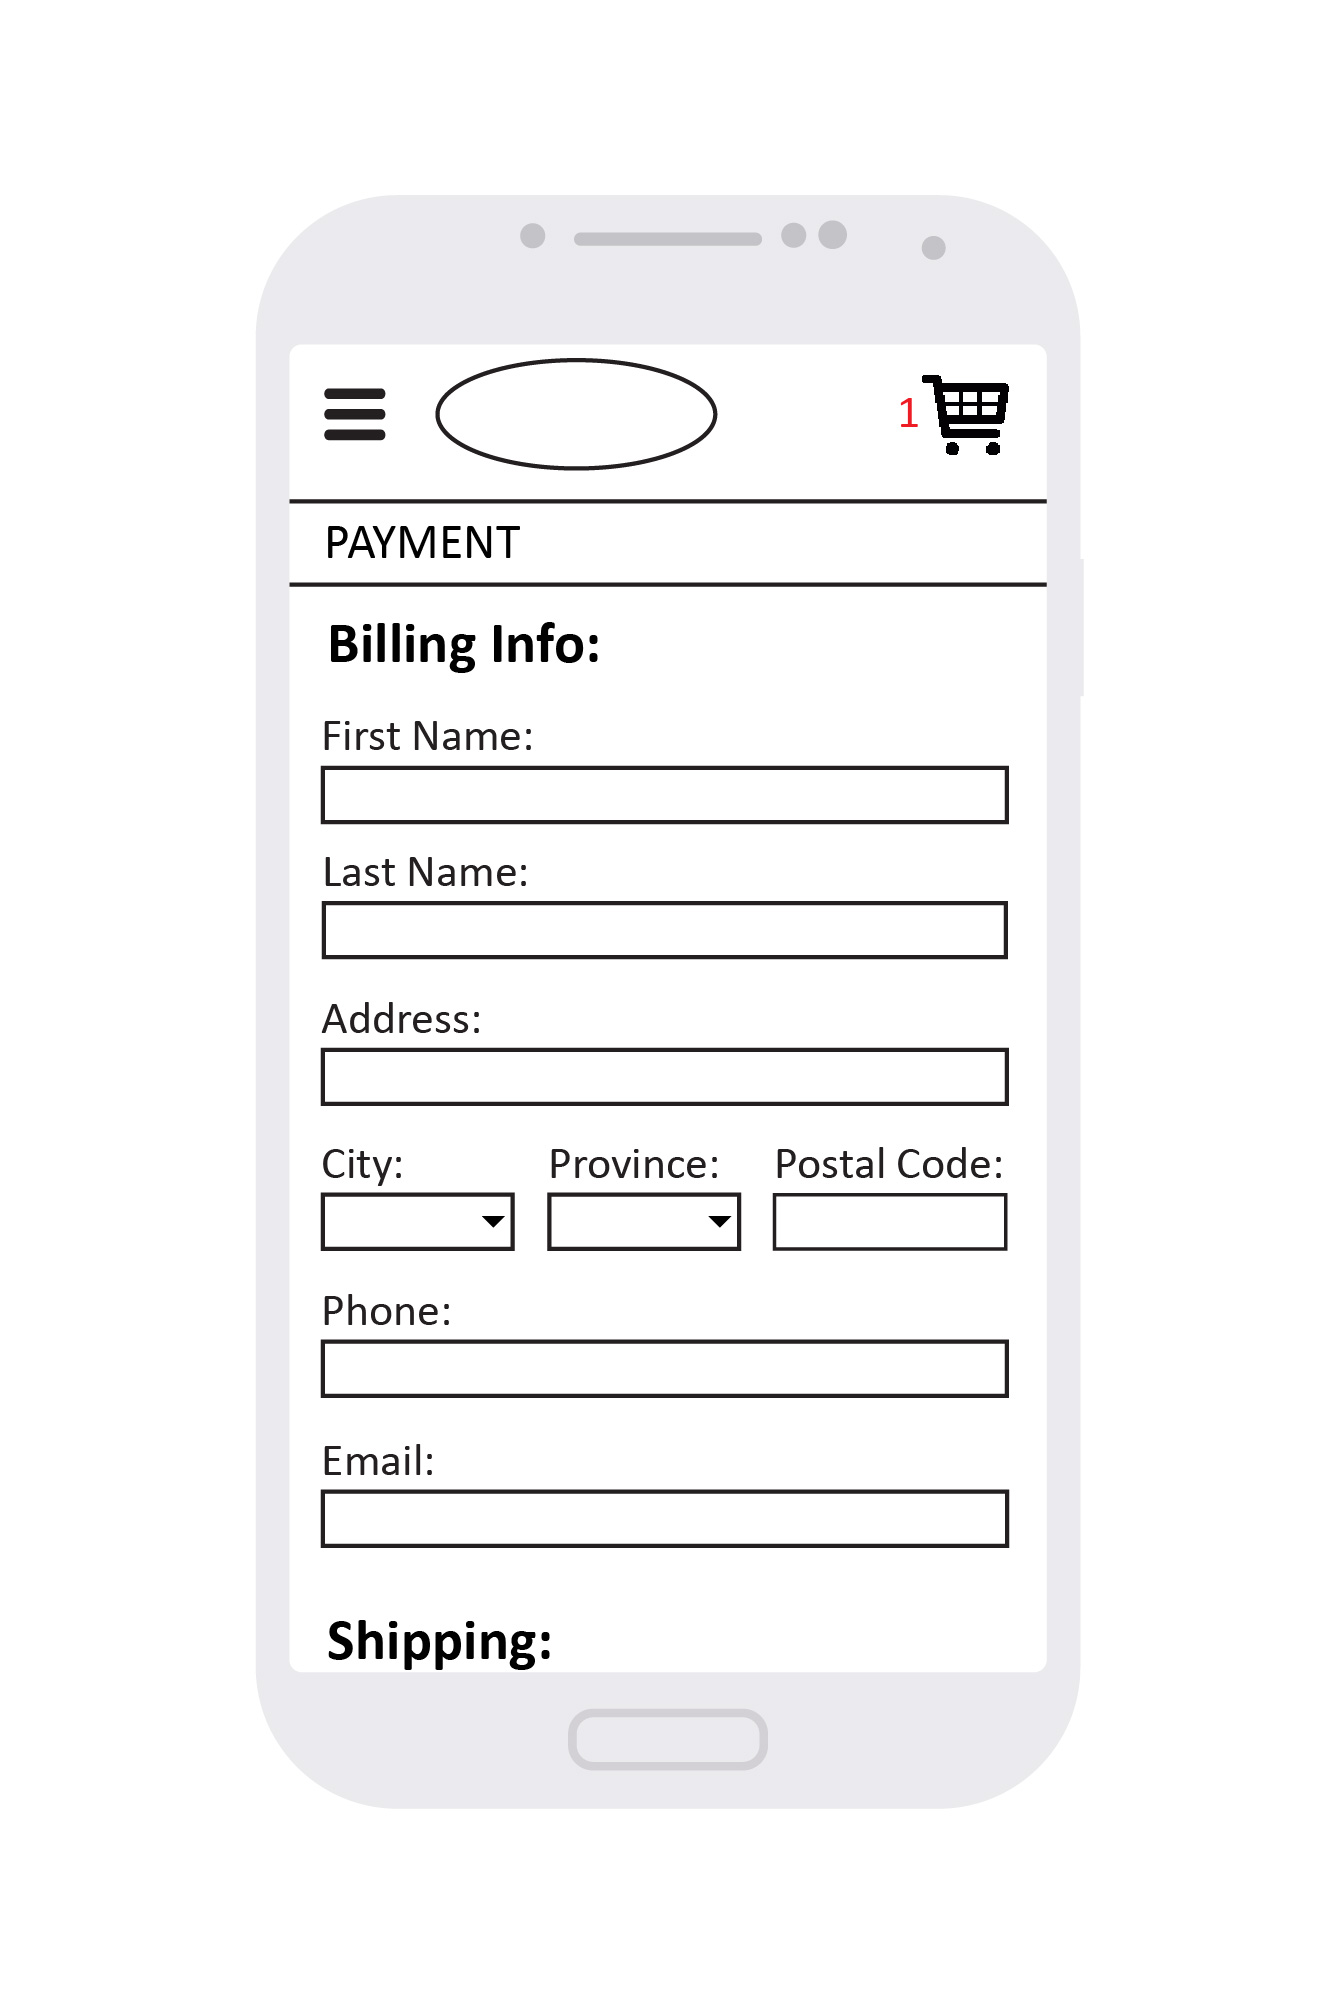 1
PAYMENT
Billing Info:
First Name:
Last Name:
Address:
City: Province: Postal Code:
Phone:
Email:
Shipping: